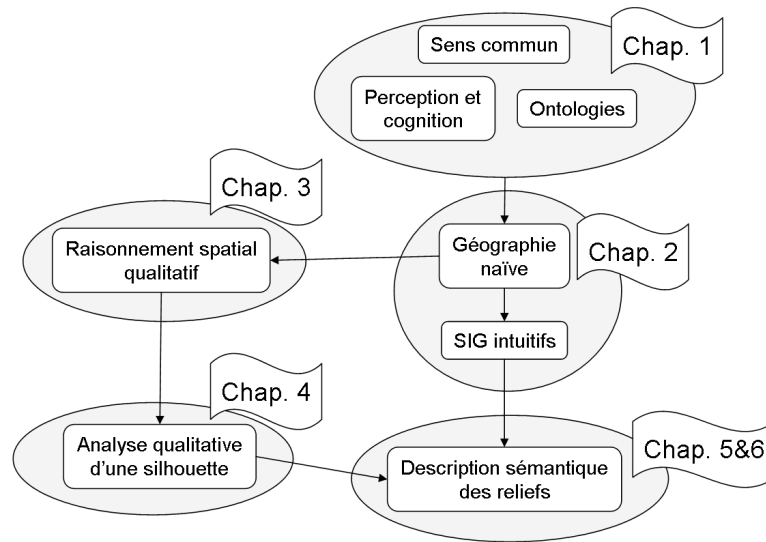 Sens commun
Chap. 1
Perception et
cognition
Ontologies
Chap. 3
Raisonnement spatial
qualitatif
Géographie
naïve
Chap. 2
SIG intuitifs
Chap. 4
Analyse qualitative
d'une silhouette
Description sémantique
des reliefs
Chap. 5&6